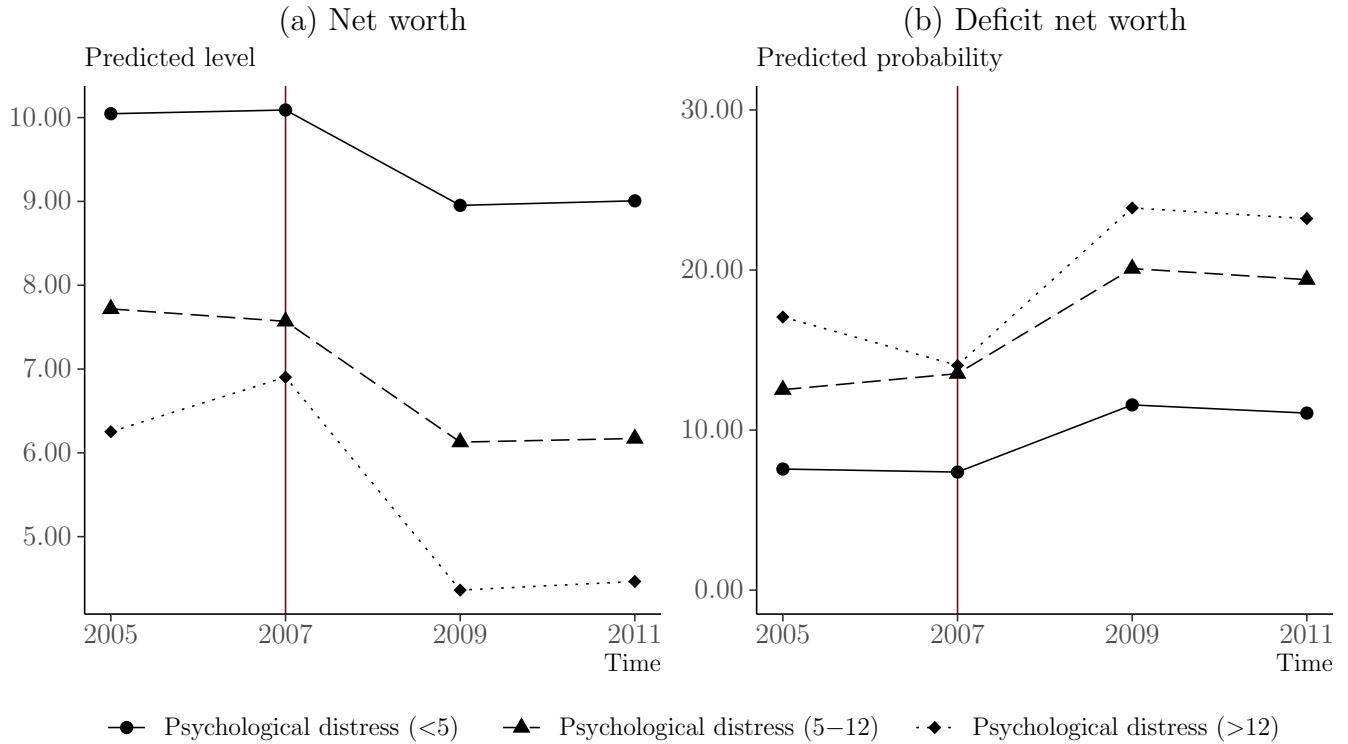 (a) Net worth
Predicted level
10.00
9.00
8.00
7.00
6.00
5.00
2005 2007 2009 2011
Time
(b) Deficit net worth
Predicted probability
30.00
20.00
10.00
0.00
2005 2007 2009 2011
Time
Psychological distress (<5) Psychological distress (5−12) Psychological distress (>12)